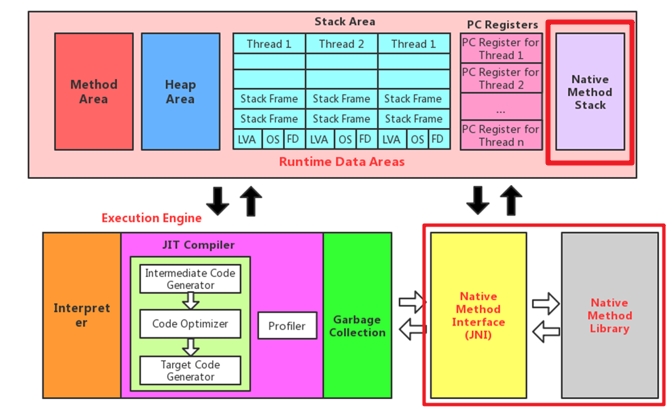 Stack Area
PC Registers
Method
Area
Heap
Area
Thread 1
Thread 2
Thread 1
Stack Frame
Stack Frame
Stack Frame
Stack Frame
Stack Frame
Stack Frame
LVA
OS
FD
LVA
OS
FD
LVA
OS
FD
PC Register for
Thread 1
PC Register for
Thread 2
...
PC Register for
Thread n
Native
Method
Stack
Runtime Data Areas
Execution Engine
Interpret
er
JIT Compiler
Intermediate Code
Generator
Code Optimizer
Target Code
Generator
Profiler
Garbage
Collection
Native
Method
Interface
(JNI)
Native
Method
Library